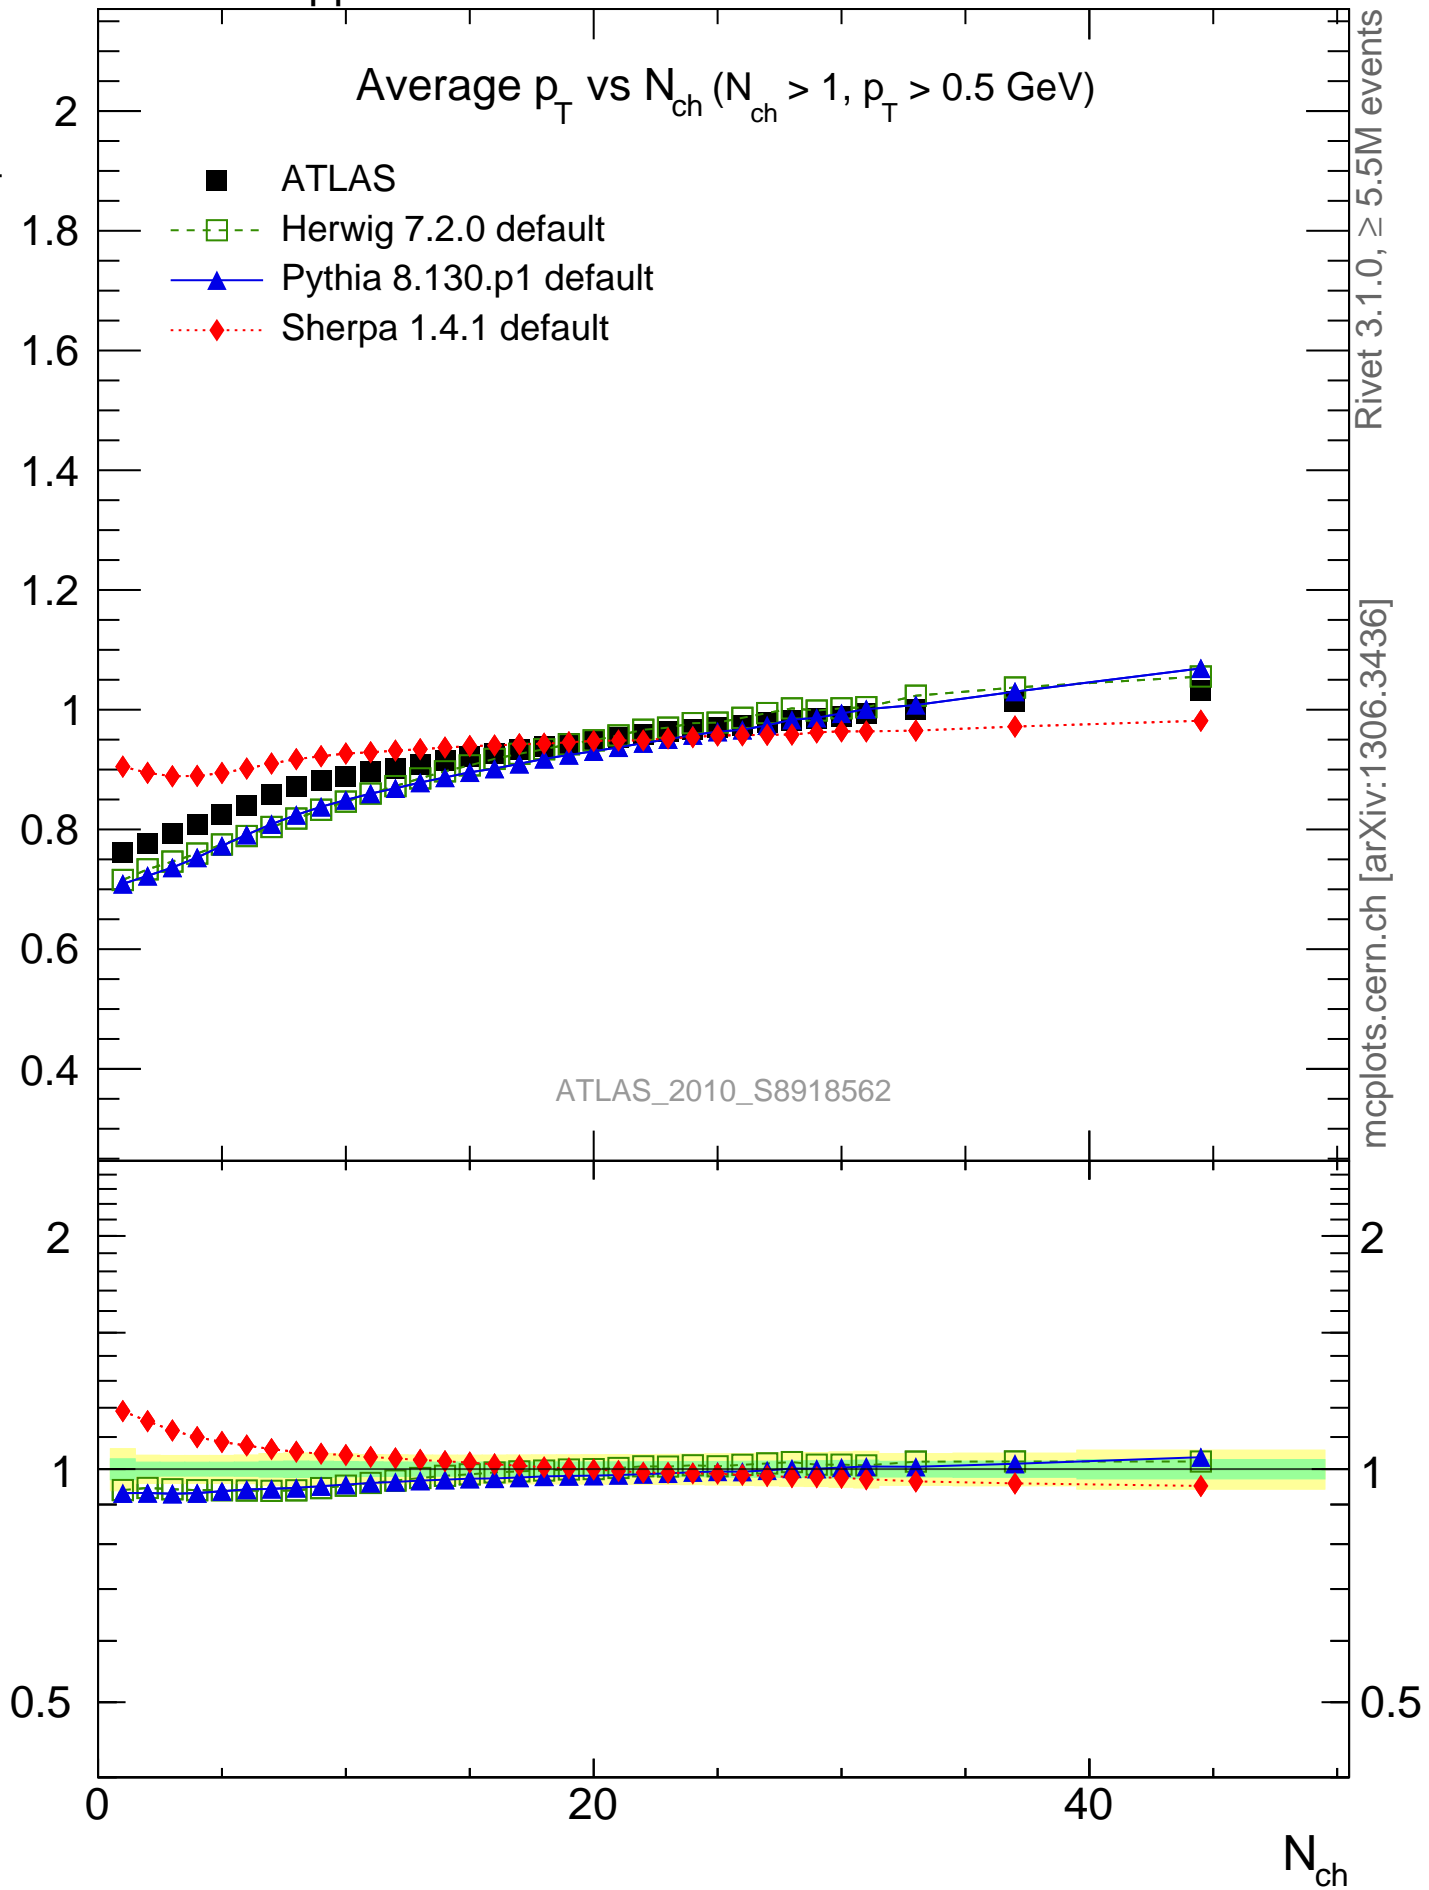 pp
Average p_T vs N_ch (N_ch > 1, p_T > 0.5 GeV)
ATLAS
Herwig 7.2.0 default
Pythia 8.130.p1 default
Sherpa 1.4.1 default
2
1.8
1.6
1.4
1.2
1
0.8
0.6
0.4
ATLAS_2010_S8918562
Rivet 3.1.0, ≥ 5.5M events
mcplots.cern.ch [arXiv:1306.3436]
2
2
1
1
0.5
0.5
0
20
40
N_ch